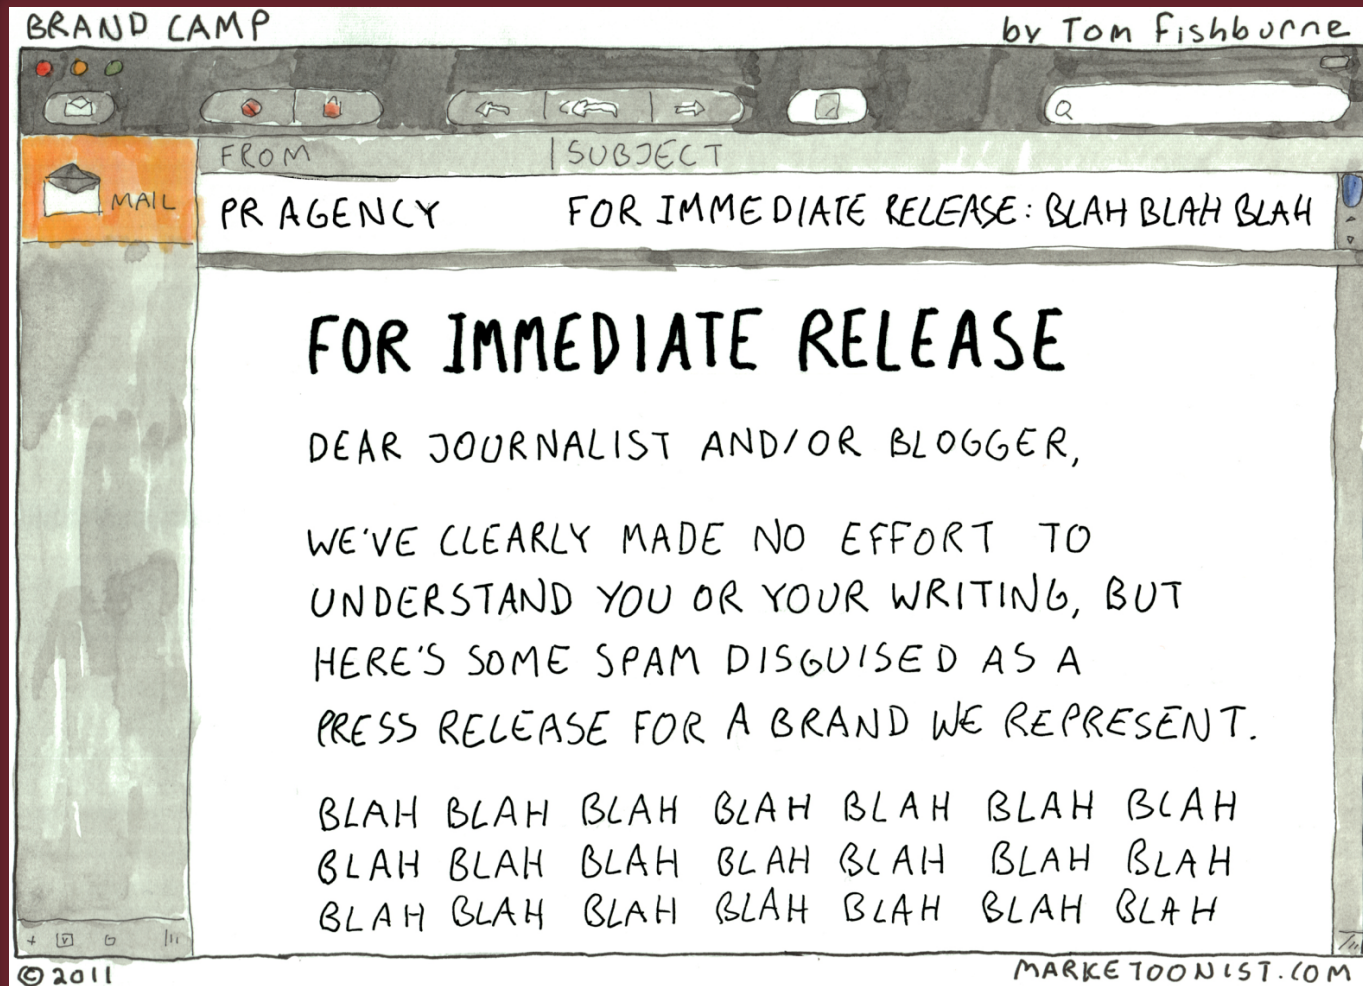 BRAND CAMP
by Tom Fishburne
FROM | SUBJECT
MAIL
PR AGENCY FOR IMMEDIATE RELEASE: BLAH BLAH BLAH
FOR IMMEDIATE RELEASE
DEAR JOURNALIST AND/OR BLOGGER,
WE'VE CLEARLY MADE NO EFFORT TO
UNDERSTAND YOU OR YOUR WRITING, BUT
HERE'S SOME SPAM DISGUISED AS A
PRESS RELEASE FOR A BRAND WE REPRESENT.
BLAH BLAH BLAH BLAH BLAH BLAH BLAH
BLAH BLAH BLAH BLAH BLAH BLAH BLAH
BLAH BLAH BLAH BLAH BLAH BLAH BLAH
© 2011
MARKETOONIST.COM